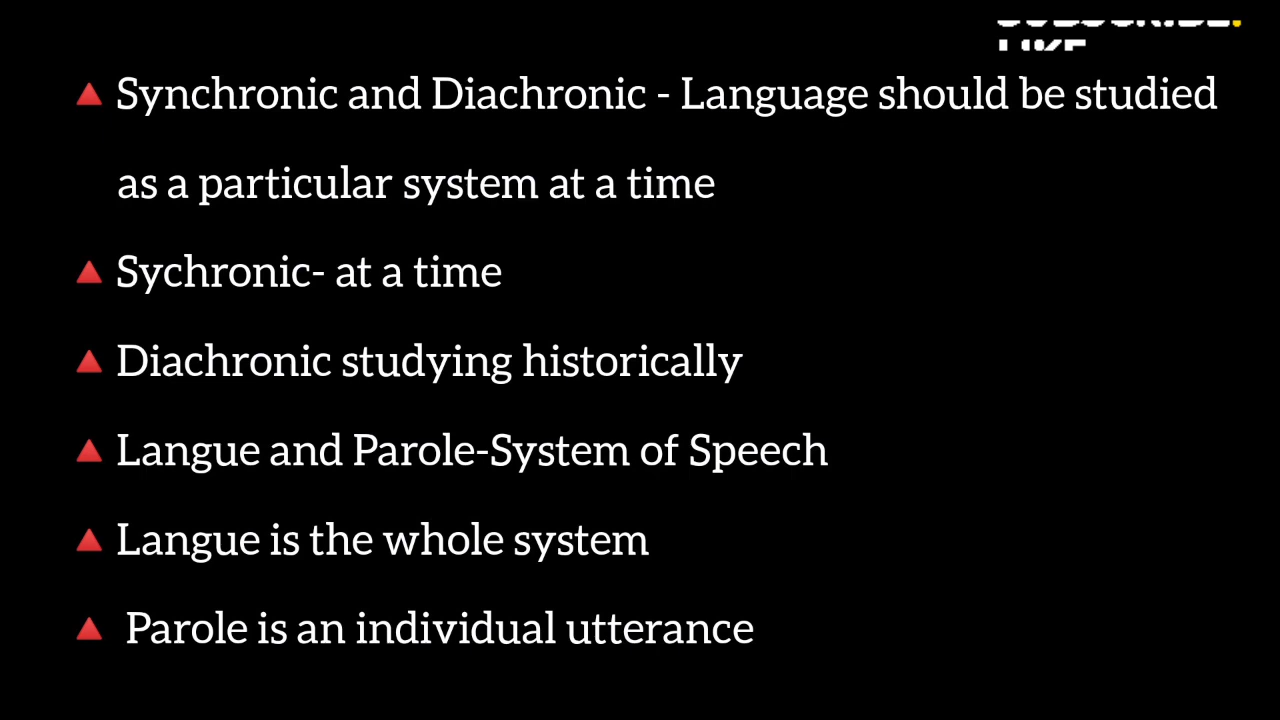 Synchronic and Diachronic - Language should be studied
as a particular system at a time
Sychronic- at a time
Diachronic studying historically
Langue and Parole-System of Speech
Langue is the whole system
Parole is an individual utterance